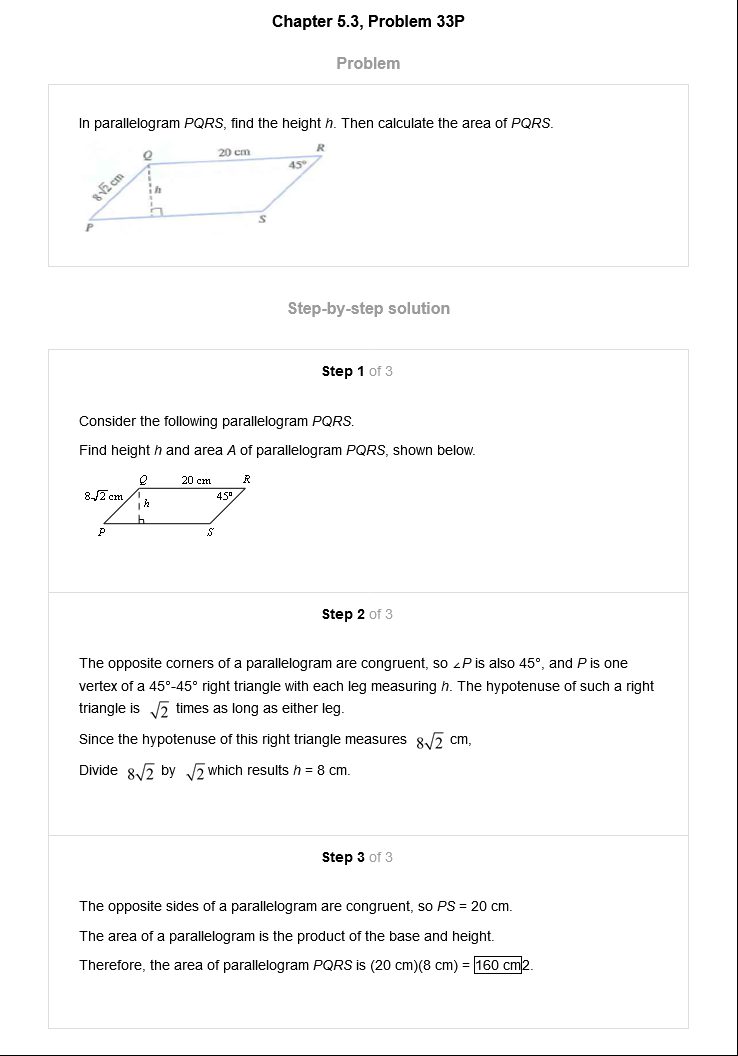 Chapter 5.3, Problem 33P
Problem
In parallelogram PQRS, find the height h. Then calculate the area of PQRS.
Q 20 cm R
45°
8√2 cm
h
P S
Step-by-step solution
Step 1 of 3
Consider the following parallelogram PQRS.
Find height h and area A of parallelogram PQRS, shown below.
Q 20 cm R
8√2 cm 45°
h
P S
Step 2 of 3
The opposite corners of a parallelogram are congruent, so ∠P is also 45°, and P is one
vertex of a 45°-45° right triangle with each leg measuring h. The hypotenuse of such a right
triangle is √2 times as long as either leg.
Since the hypotenuse of this right triangle measures 8√2 cm,
Divide 8√2 by √2 which results h = 8 cm.
Step 3 of 3
The opposite sides of a parallelogram are congruent, so PS = 20 cm.
The area of a parallelogram is the product of the base and height.
Therefore, the area of parallelogram PQRS is (20 cm)(8 cm) = 160 cm2.